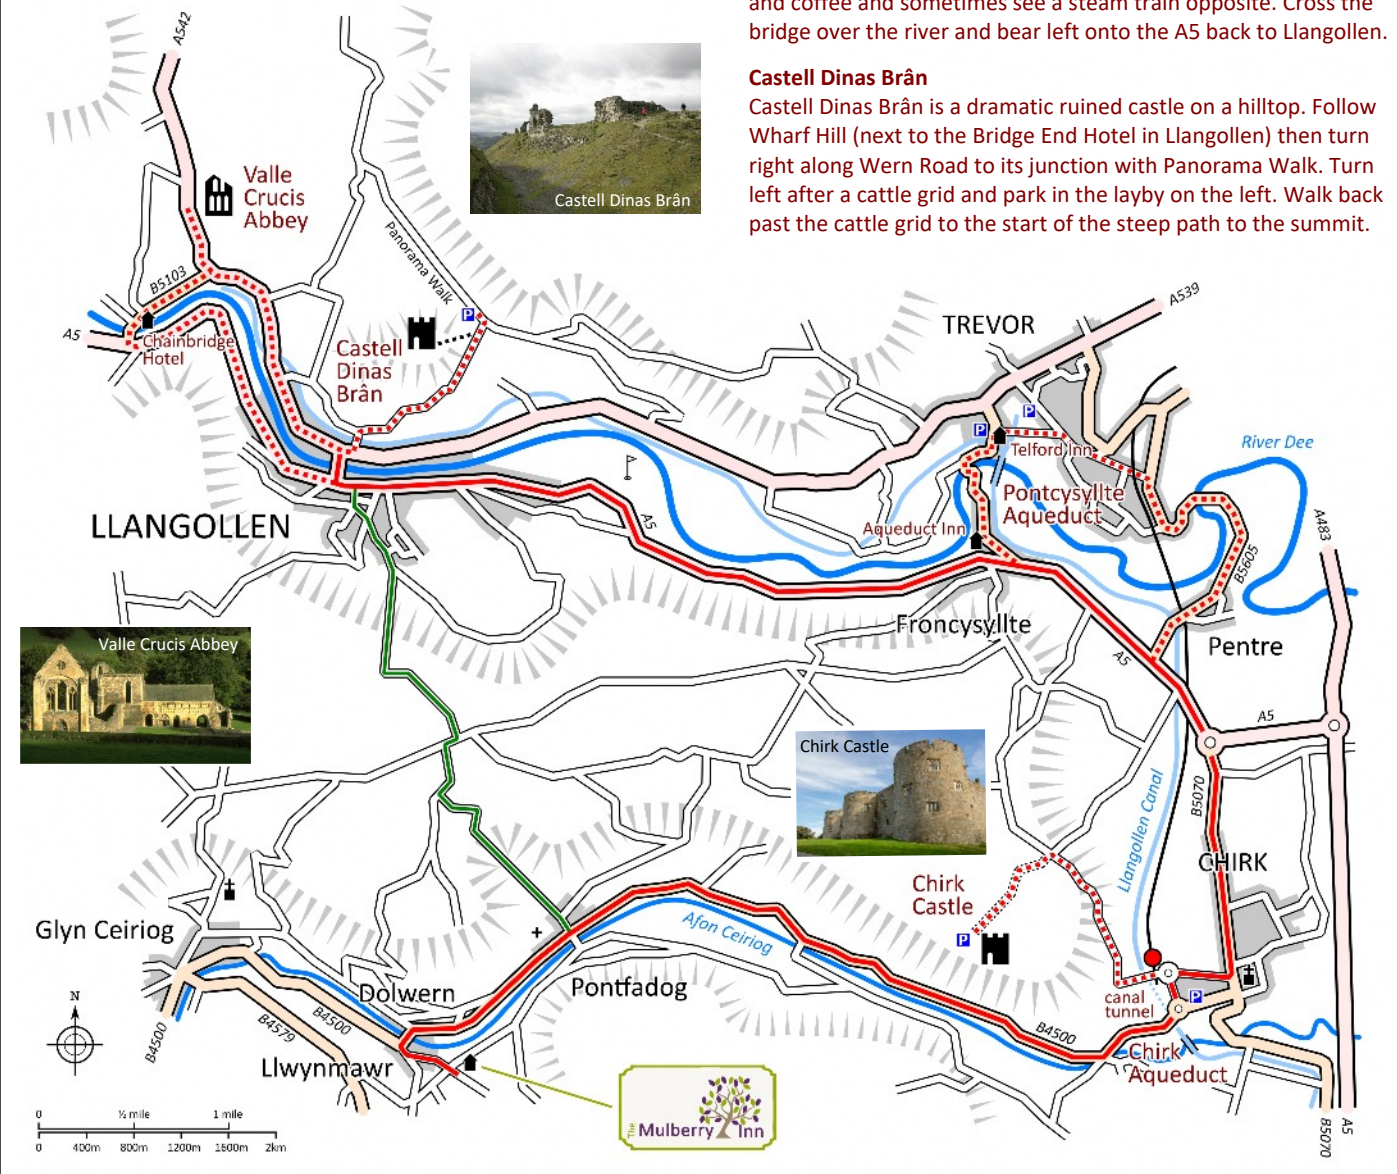 and coffee and sometimes see a steam train opposite. Cross the
bridge over the river and bear left onto the A5 back to Llangollen.
Castell Dinas Brân
Castell Dinas Brân is a dramatic ruined castle on a hilltop. Follow
Wharf Hill (next to the Bridge End Hotel in Llangollen) then turn
right along Wern Road to its junction with Panorama Walk. Turn
left after a cattle grid and park in the layby on the left. Walk back
past the cattle grid to the start of the steep path to the summit.
A542
Castell Dinas Brân
Valle
Crucis
Abbey
Panorama Walk
B5103
A5
Chainbridge
Hotel
P
Castell
Dinas
Brân
A539
TREVOR
P
P
Telford Inn
River Dee
Pontcysyllte
Aqueduct
Aqueduct Inn
A483
LLANGOLLEN
A5
B5605
Froncysyllte
A5
Pentre
Valle Crucis Abbey
A5
Chirk Castle
Llangollen Canal
B5070
CHIRK
Chirk
Castle
P
Glyn Ceiriog
Afon Ceiriog
Dolwern
Pontfadog
canal
tunnel
P
N
B4500
B4579
B4500
B4500
Llwynmawr
Chirk
Aqueduct
The
Mulberry Inn
0 ½ mile 1 mile
0 400m 800m 1200m 1600m 2km
B5070
A5